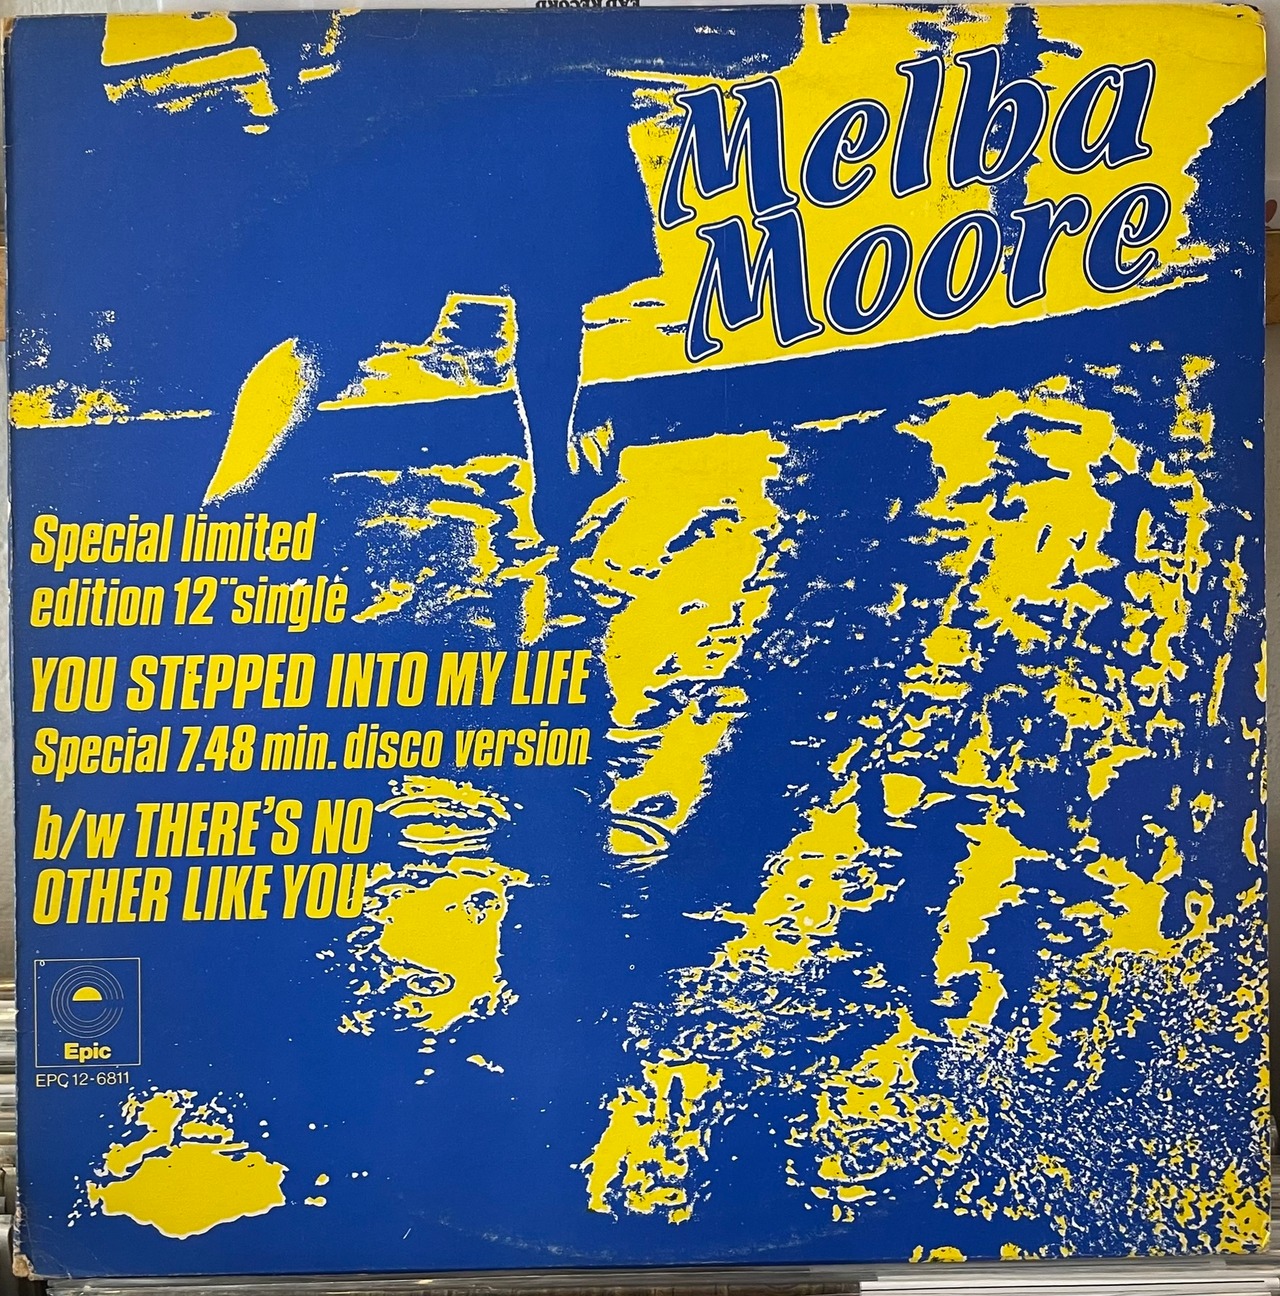 Melba
Moore
Special limited
edition 12" single
YOU STEPPED INTO MY LIFE
Special 7.48 min. disco version
b/w THERE'S NO
OTHER LIKE YOU
Epic
EPC 12-6811